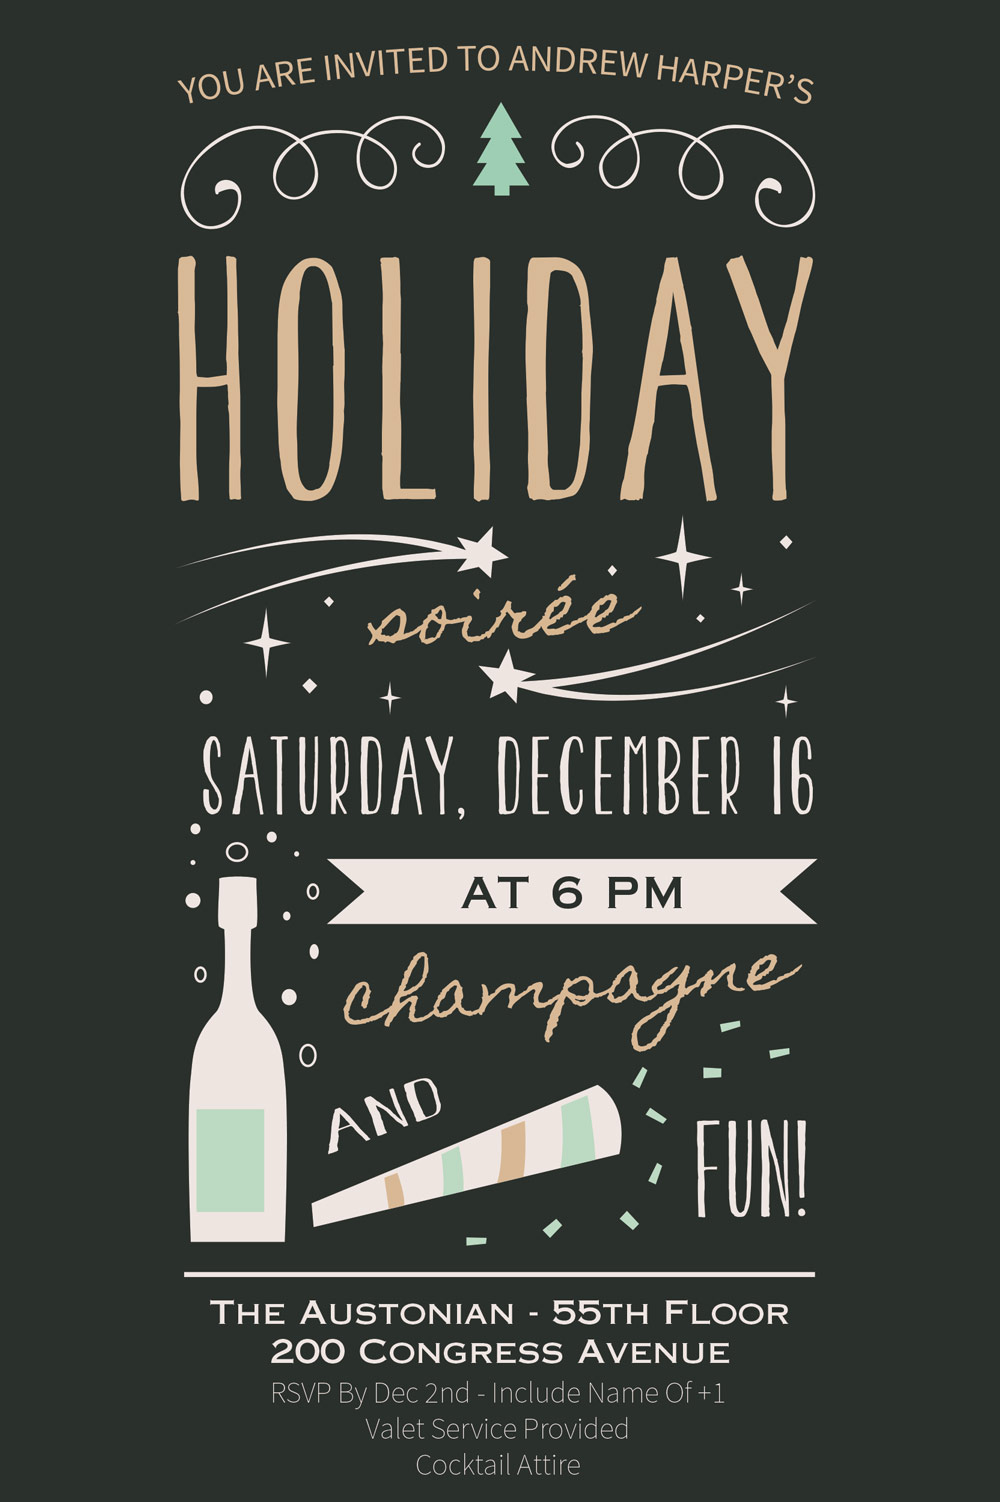 YOU ARE INVITED TO ANDREW HARPER'S
HOLIDAY
soirée
SATURDAY, DECEMBER 16
AT 6 PM
champagne
AND
FUN!
THE AUSTONIAN - 55TH FLOOR
200 CONGRESS AVENUE
RSVP By Dec 2nd - Include Name Of +1
Valet Service Provided
Cocktail Attire